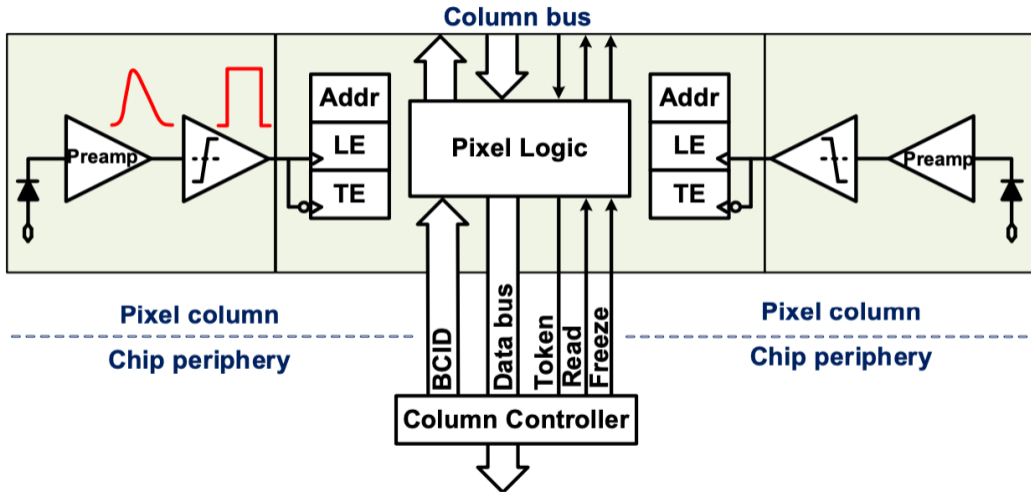 Column bus
Preamp
Addr
LE
TE
Pixel Logic
Addr
LE
TE
Preamp
Pixel column
Chip periphery
BCID
Data bus
Token
Read
Freeze
Pixel column
Chip periphery
Column Controller